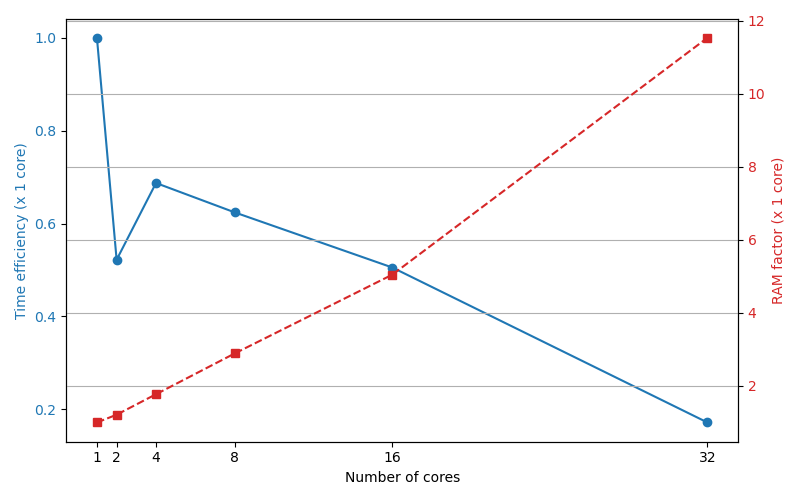 Time efficiency (x 1 core)
1.0
0.8
0.6
0.4
0.2
12
10
8
6
4
2
RAM factor (x 1 core)
1 2 4 8 16 32
Number of cores